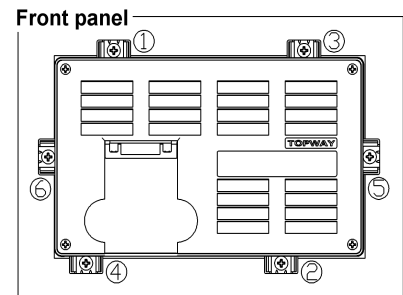 Front panel
① ③
TOPWAY
⑥ ⑤
④ ②